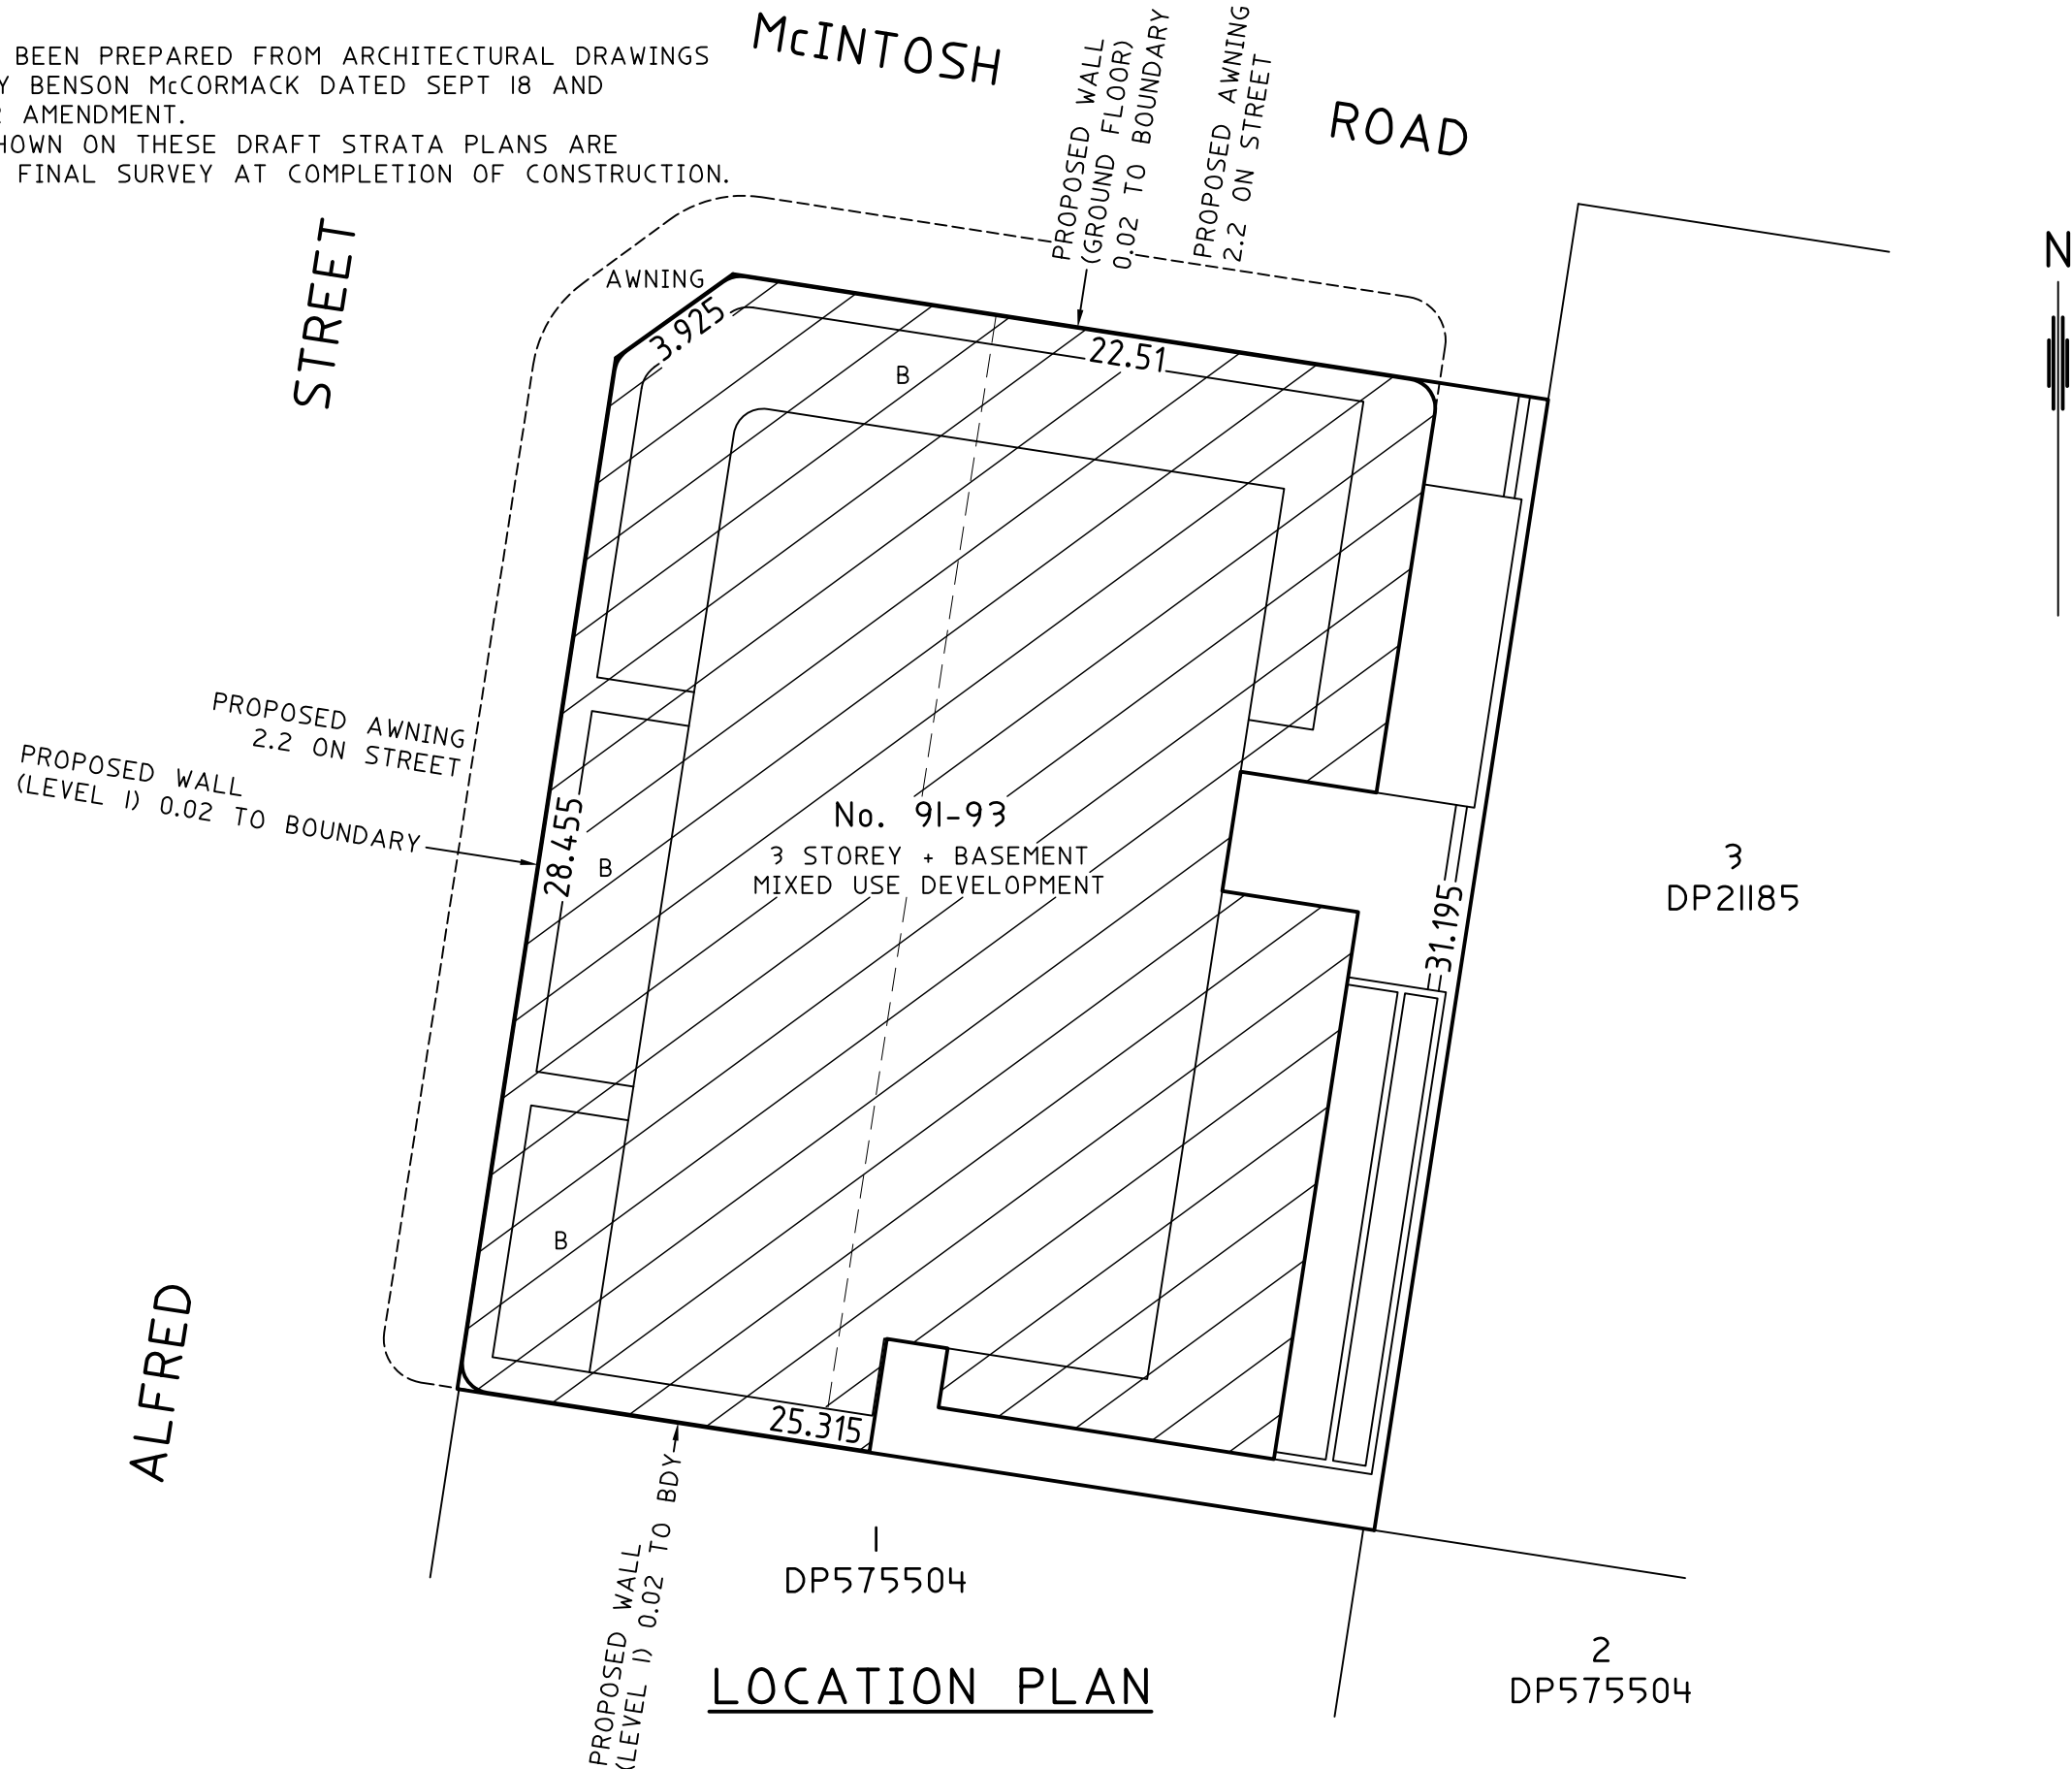 BEEN PREPARED FROM ARCHITECTURAL DRAWINGS
Y BENSON McCORMACK DATED SEPT 18 AND
AMENDMENT.
HOWN ON THESE DRAFT STRATA PLANS ARE
FINAL SURVEY AT COMPLETION OF CONSTRUCTION.
McINTOSH
ROAD
PROPOSED WALL
(GROUND FLOOR)
0.02 TO BOUNDARY
PROPOSED AWNING
2.2 ON STREET
N
STREET
AWNING
3.925
22.51
B
PROPOSED AWNING
2.2 ON STREET
PROPOSED WALL
(LEVEL 1) 0.02 TO BOUNDARY
28.455
B
No. 91-93
3 STOREY + BASEMENT
MIXED USE DEVELOPMENT
31.195
3
DP21185
B
ALFRED
25.315
PROPOSED WALL
(LEVEL 1) 0.02 TO BDY
1
DP575504
2
DP575504
LOCATION PLAN